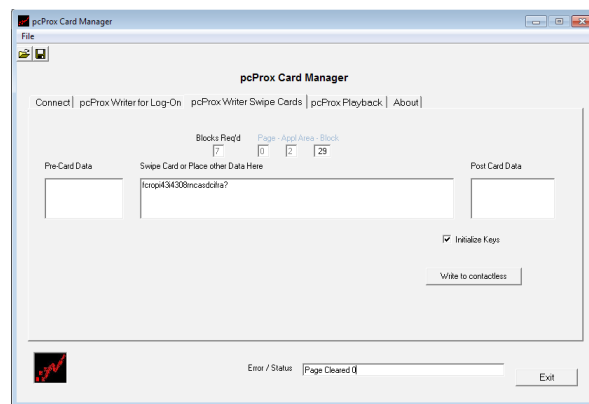 pcProx Card Manager
File
pcProx Card Manager
Connect pcProx Writer for Log-On pcProx Writer Swipe Cards pcProx Playback About
Blocks Req'd Page - Appl Area - Block
7 0 2 29
Pre-Card Data Swipe Card or Place other Data Here Post Card Data
fcropi43i4308rncasdcifra?
Initialize Keys
Write to contactless
Error / Status Page Cleared 0
Exit